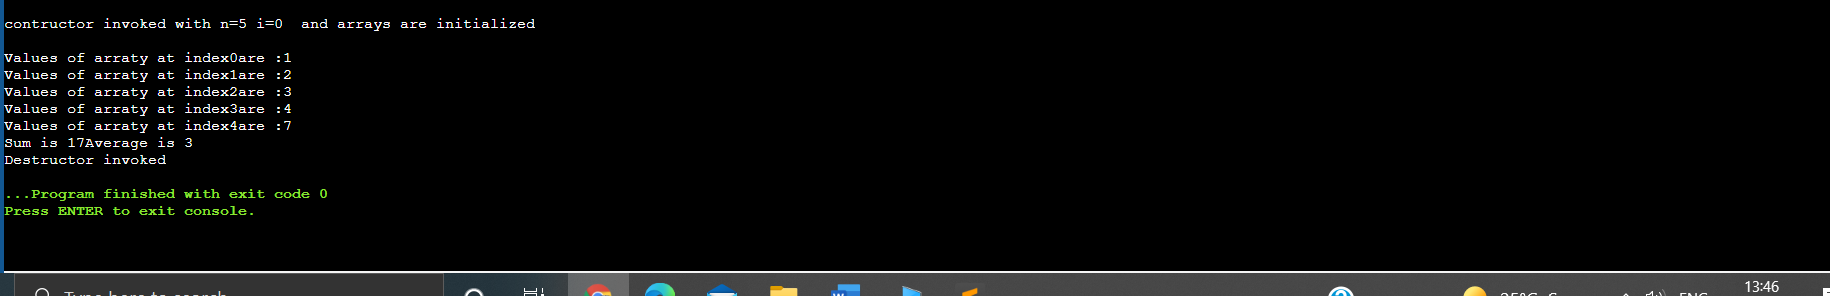 contructor invoked with n=5 i=0  and arrays are initialized
Values of arraty at index0are :1
Values of arraty at index1are :2
Values of arraty at index2are :3
Values of arraty at index3are :4
Values of arraty at index4are :7
Sum is 17Average is 3
Destructor invoked
...Program finished with exit code 0
Press ENTER to exit console.
13:46